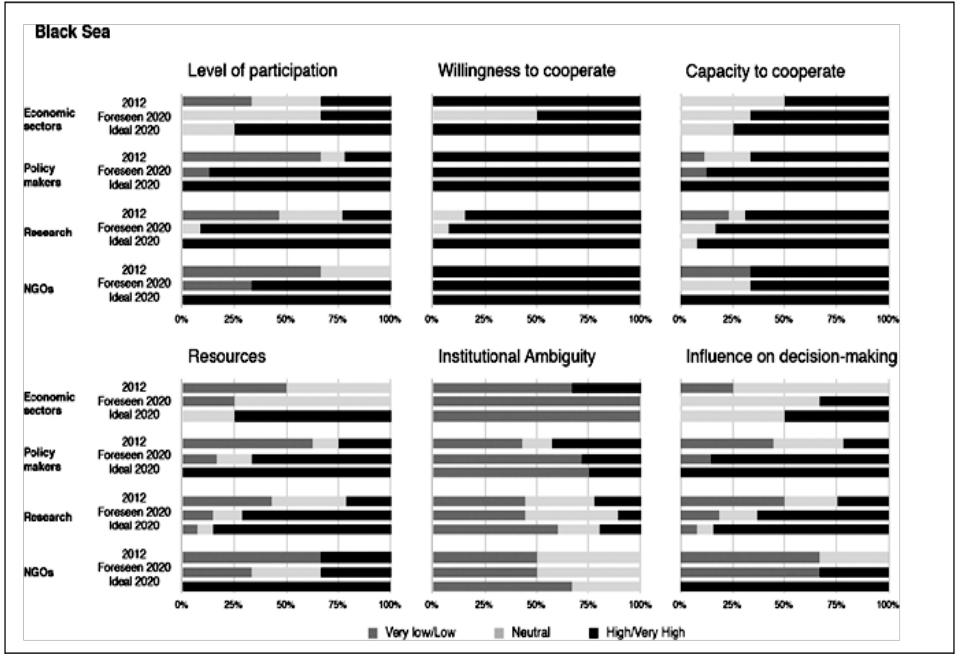 Black Sea
Level of participation
Willingness to cooperate
Capacity to cooperate
Economic sectors
2012
Foreseen 2020
Ideal 2020
Policy makers
2012
Foreseen 2020
Ideal 2020
Research
2012
Foreseen 2020
Ideal 2020
NGOs
2012
Foreseen 2020
Ideal 2020
0% 25% 50% 75% 100%
0% 25% 50% 75% 100%
0% 25% 50% 75% 100%
Resources
Institutional Ambiguity
Influence on decision-making
Economic sectors
2012
Foreseen 2020
Ideal 2020
Policy makers
2012
Foreseen 2020
Ideal 2020
Research
2012
Foreseen 2020
Ideal 2020
NGOs
2012
Foreseen 2020
Ideal 2020
0% 25% 50% 75% 100%
0% 25% 50% 75% 100%
0% 25% 50% 75% 100%
Very low/Low
Neutral
High/Very High